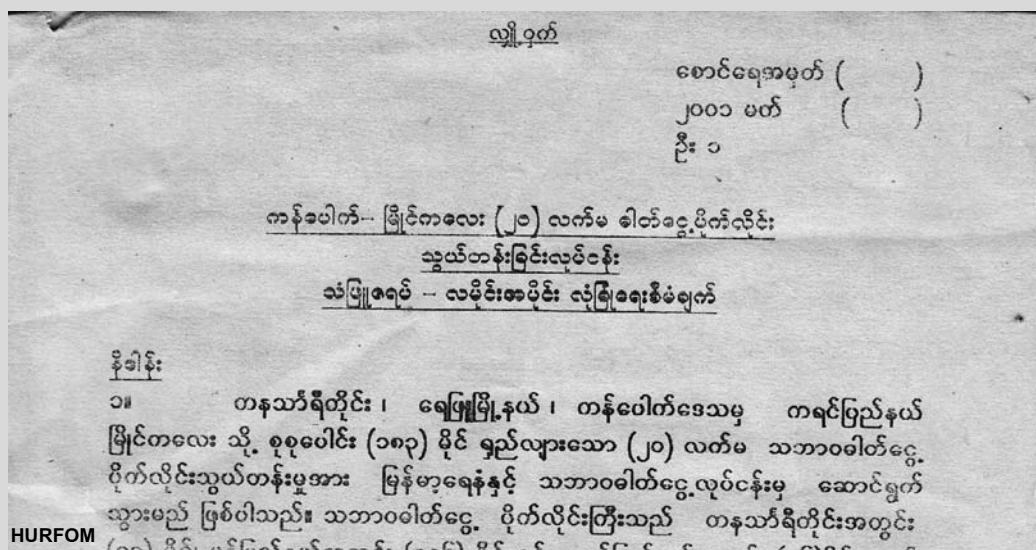 လျှို့ဝှက်
စောင်ရေအမှတ် (   )
၂၀၀၁ မတ် (   )
ဦး ၁
ကန်ပေါက်- မြိုင်ကလေး (၂၀) လက်မ ဓါတ်ငွေ့ပိုက်လိုင်း
သွယ်တန်းခြင်းလုပ်ငန်း
သံဖြူဇရပ် - လမိုင်းအပိုင်း လုံခြုံရေးစီမံချက်
နိဒါန်း
၁။ တနင်္သာရီတိုင်း၊ ရေဖြူမြို့နယ်၊ ကန်ပေါက်ဒေသမှ ကရင်ပြည်နယ်
မြိုင်ကလေး သို့ စုစုပေါင်း (၁၈၃) မိုင် ရှည်လျားသော (၂၀) လက်မ သဘာဝဓါတ်ငွေ့
ပိုက်လိုင်းသွယ်တန်းမှုအား မြန်မာ့ရေနံနှင့် သဘာဝဓါတ်ငွေ့လုပ်ငန်းမှ ဆောင်ရွက်
သွားမည် ဖြစ်ပါသည်။ သဘာဝဓါတ်ငွေ့ ပိုက်လိုင်းကြီးသည် တနင်္သာရီတိုင်းအတွင်း
HURFOM